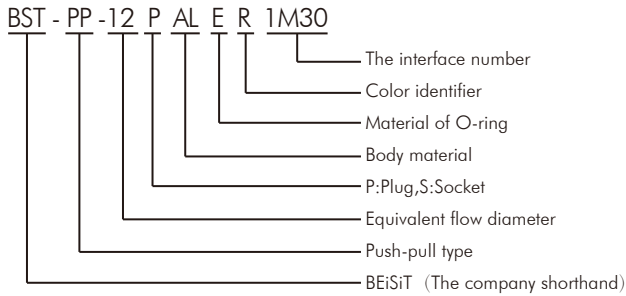 BST - PP -12 P AL E R 1M30
The interface number
Color identifier
Material of O-ring
Body material
P:Plug,S:Socket
Equivalent flow diameter
Push-pull type
BEiSiT（The company shorthand）